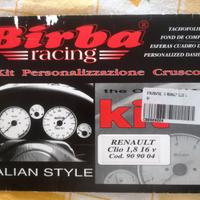 Birba
racing
TACHOFOLIE
FOND DE COMP
ESFERAS CUADRO D
PERSONALIZED DASH
Kit Personalizzazione Crusco
the O
kit
RENAULT
Clio 1,8 16 v
Cod. 90 90 04
ALIAN STYLE